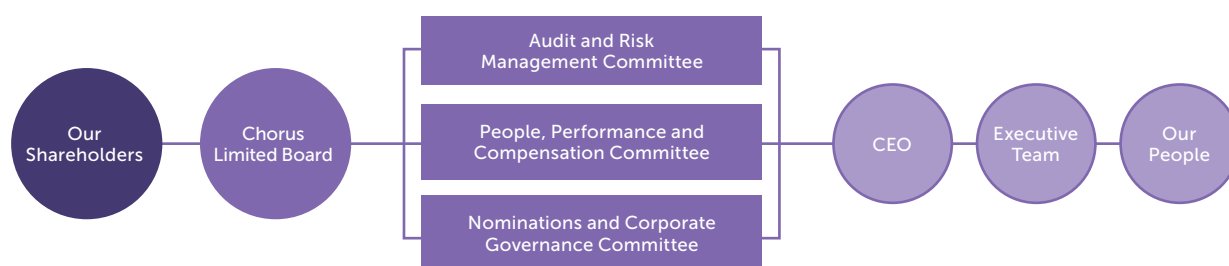 Our
Shareholders
Chorus
Limited Board
Audit and Risk
Management Committee
People, Performance and
Compensation Committee
Nominations and Corporate
Governance Committee
CEO
Executive
Team
Our
People